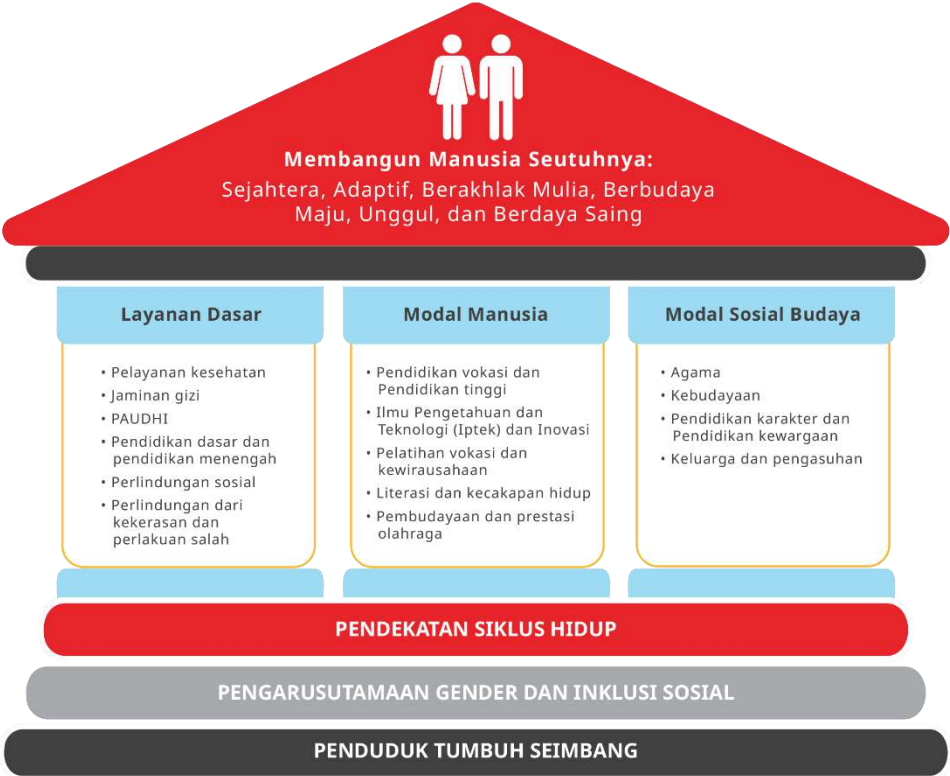 Membangun Manusia Seutuhnya:
Sejahtera, Adaptif, Berakhlak Mulia, Berbudaya
Maju, Unggul, dan Berdaya Saing
Layanan Dasar
• Pelayanan kesehatan
• Jaminan gizi
• PAUDHI
• Pendidikan dasar dan
pendidikan menengah
• Perlindungan sosial
• Perlindungan dari
kekerasan dan
perlakuan salah
Modal Manusia
• Pendidikan vokasi dan
Pendidikan tinggi
• Ilmu Pengetahuan dan
Teknologi (Iptek) dan Inovasi
• Pelatihan vokasi dan
kewirausahaan
• Literasi dan kecakapan hidup
• Pembudayaan dan prestasi
olahraga
Modal Sosial Budaya
• Agama
• Kebudayaan
• Pendidikan karakter dan
Pendidikan kewargaan
• Keluarga dan pengasuhan
PENDEKATAN SIKLUS HIDUP
PENGARUSUTAMAAN GENDER DAN INKLUSI SOSIAL
PENDUDUK TUMBUH SEIMBANG